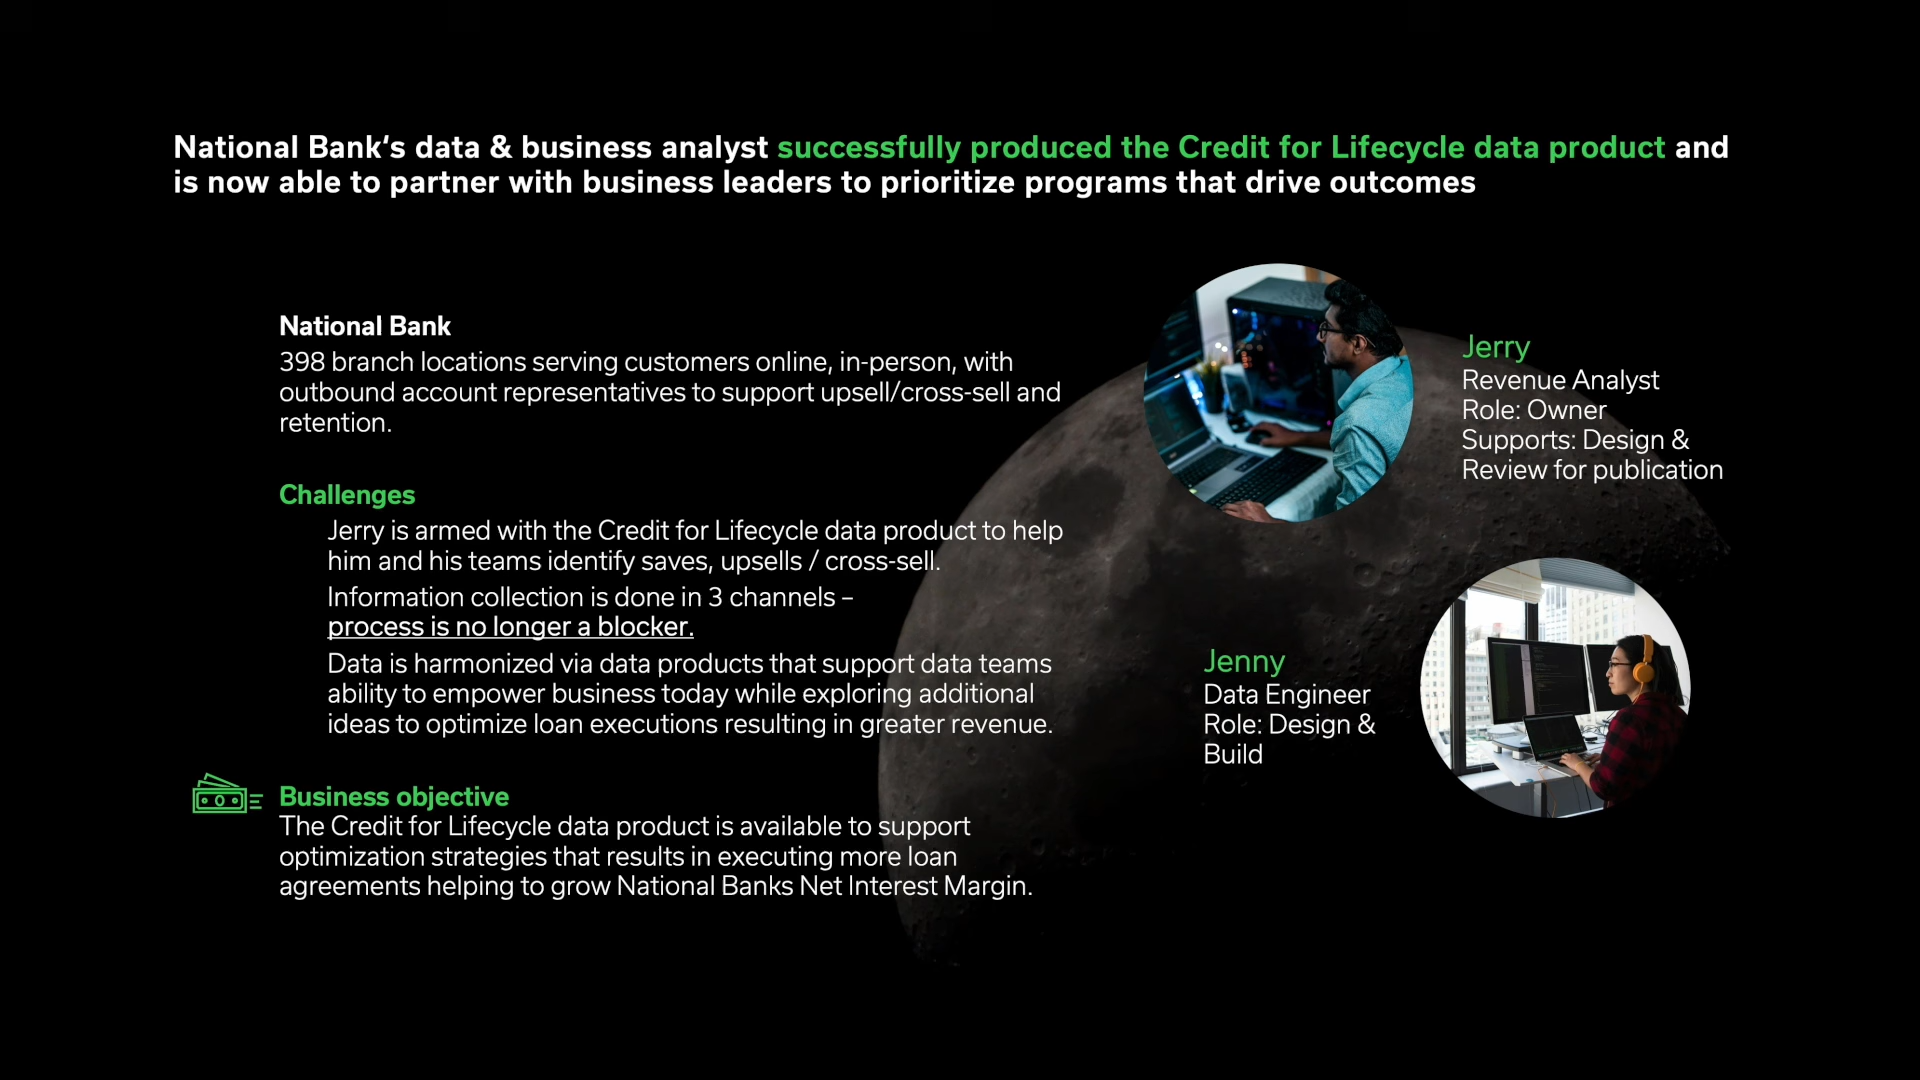 National Bank‘s data & business analyst successfully produced the Credit for Lifecycle data product and
is now able to partner with business leaders to prioritize programs that drive outcomes
National Bank
398 branch locations serving customers online, in-person, with
outbound account representatives to support upsell/cross-sell and
retention.
Challenges
Jerry is armed with the Credit for Lifecycle data product to help
him and his teams identify saves, upsells / cross-sell.
Information collection is done in 3 channels –
process is no longer a blocker.
Data is harmonized via data products that support data teams
ability to empower business today while exploring additional
ideas to optimize loan executions resulting in greater revenue.
Business objective
The Credit for Lifecycle data product is available to support
optimization strategies that results in executing more loan
agreements helping to grow National Banks Net Interest Margin.
Jerry
Revenue Analyst
Role: Owner
Supports: Design &
Review for publication
Jenny
Data Engineer
Role: Design &
Build